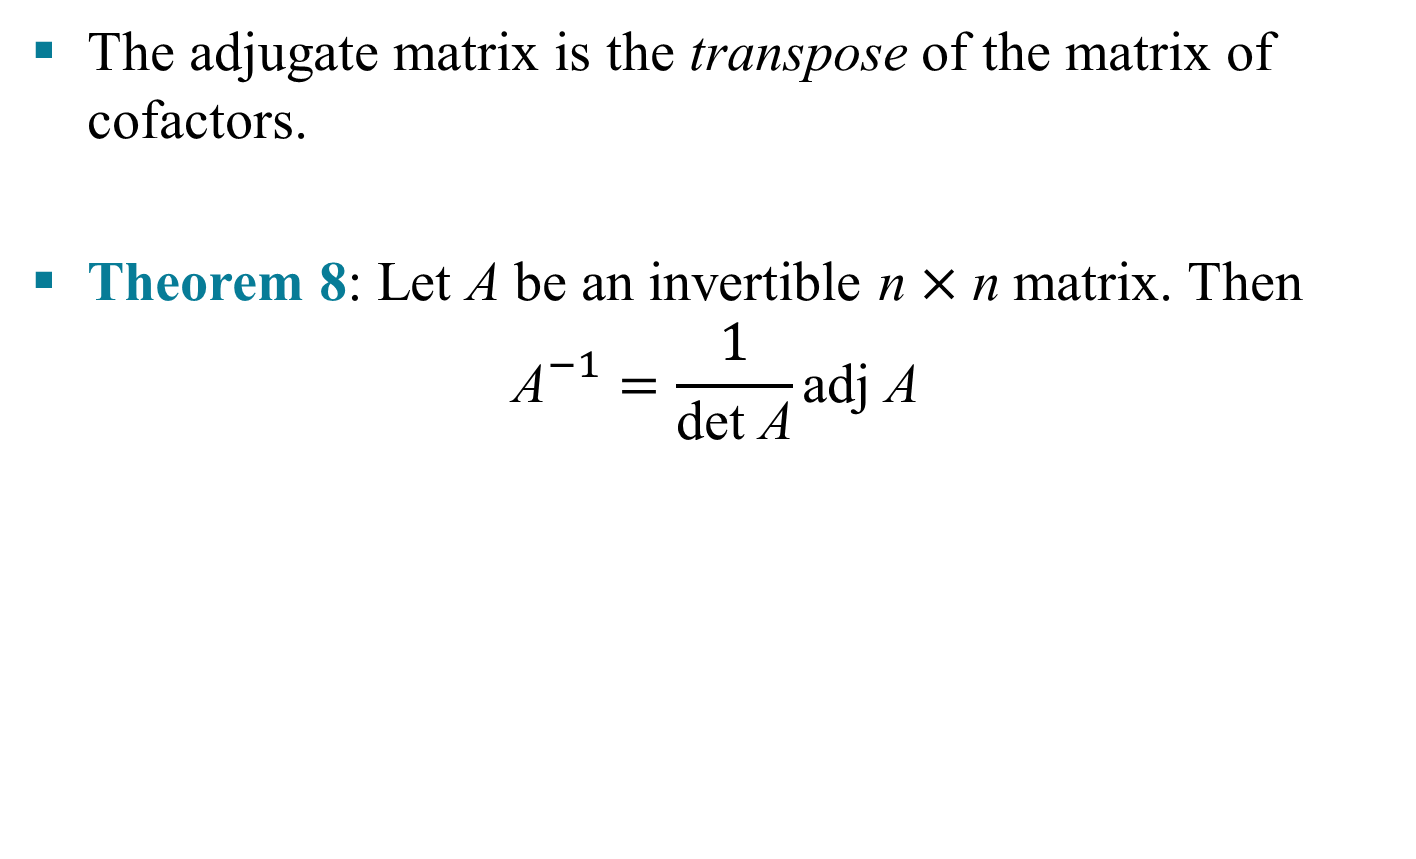 ▪ The adjugate matrix is the transpose of the matrix of
cofactors.
▪ Theorem 8: Let A be an invertible n × n matrix. Then
A⁻¹ = 1/det A adj A